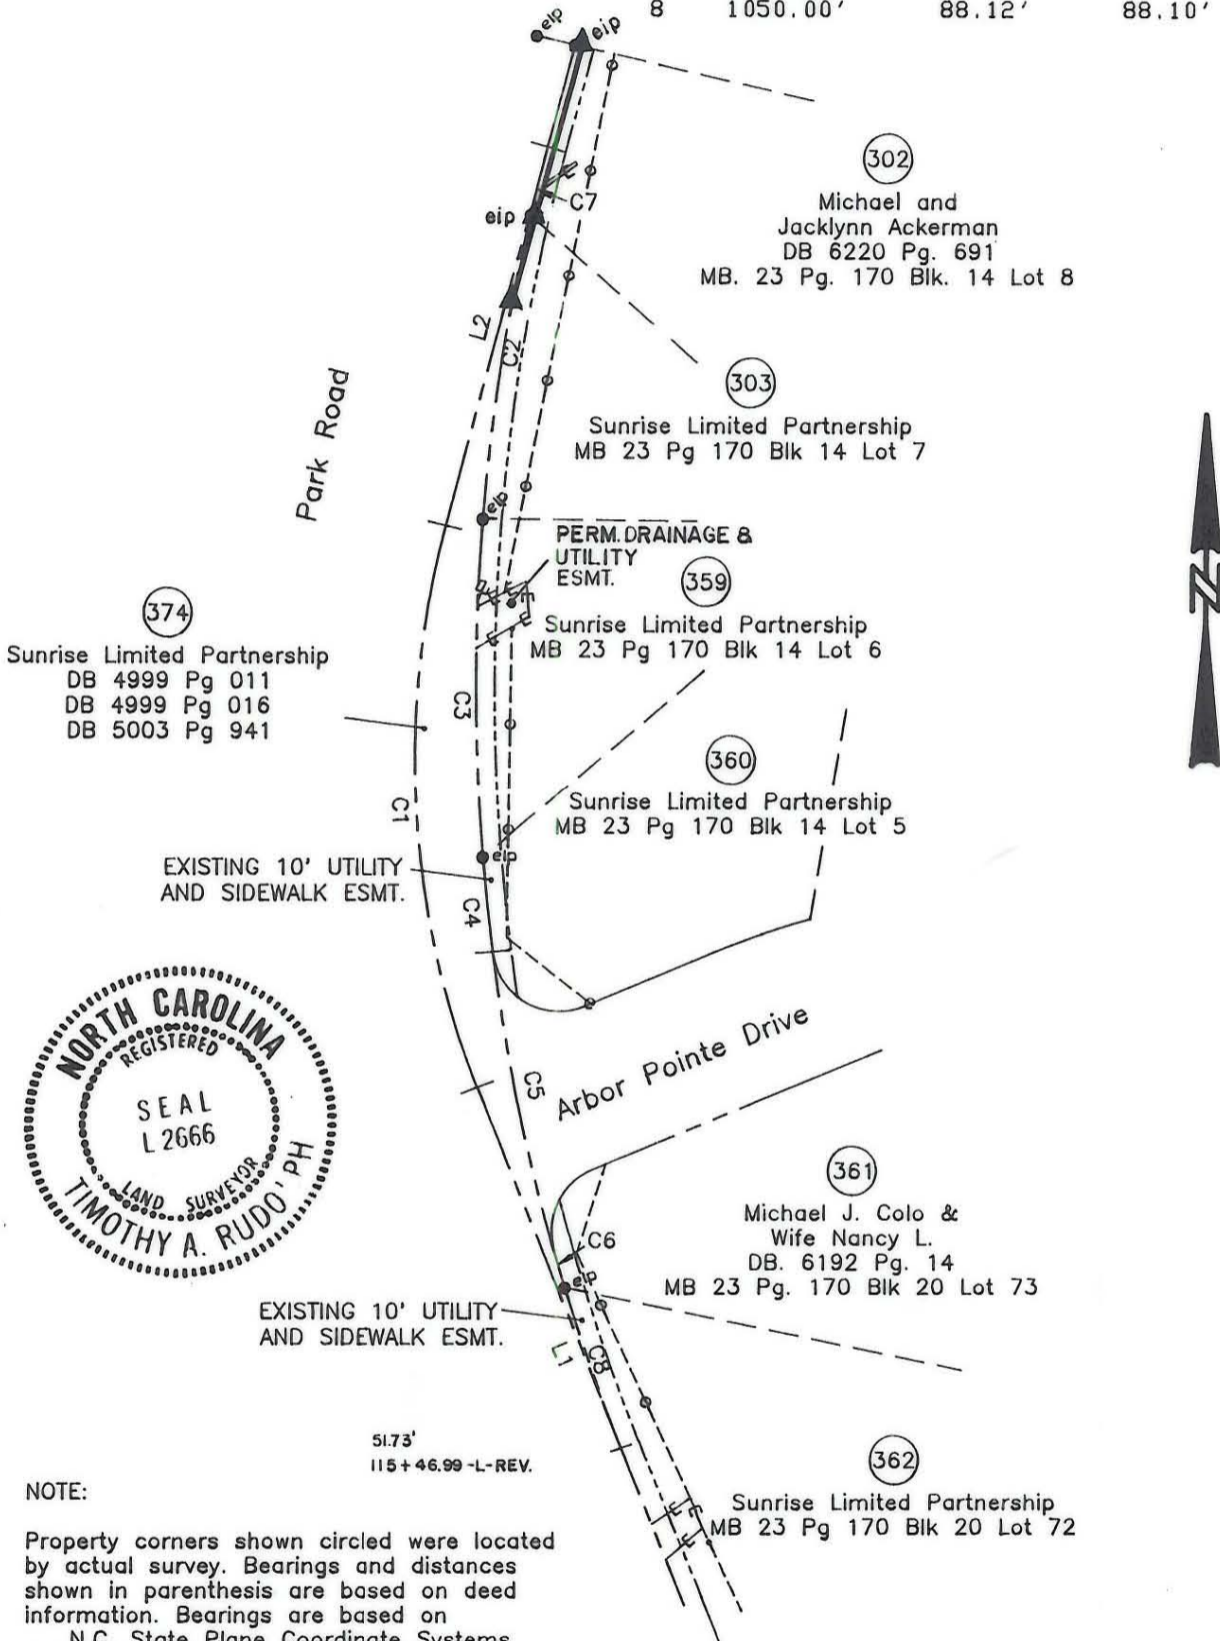 8 1050.00' 88.12' 88.10'
eip
eip
302
Michael and
Jacklynn Ackerman
DB 6220 Pg. 691
MB. 23 Pg. 170 Blk. 14 Lot 8
C7
eip
L2
C2
Park Road
303
Sunrise Limited Partnership
MB 23 Pg 170 Blk 14 Lot 7
eip
PERM. DRAINAGE &
UTILITY
ESMT.
359
Sunrise Limited Partnership
MB 23 Pg 170 Blk 14 Lot 6
374
Sunrise Limited Partnership
DB 4999 Pg 011
DB 4999 Pg 016
DB 5003 Pg 941
N
C3
360
Sunrise Limited Partnership
MB 23 Pg 170 Blk 14 Lot 5
C1
EXISTING 10' UTILITY
AND SIDEWALK ESMT.
eip
C4
NORTH CAROLINA
REGISTERED
SEAL
L 2666
LAND SURVEYOR
TIMOTHY A. RUDO' PH
C5
Arbor Pointe Drive
361
Michael J. Colo &
Wife Nancy L.
DB. 6192 Pg. 14
MB 23 Pg. 170 Blk 20 Lot 73
C6
eip
EXISTING 10' UTILITY
AND SIDEWALK ESMT.
L1
C8
51.73'
115+46.99 -L-REV.
362
Sunrise Limited Partnership
MB 23 Pg 170 Blk 20 Lot 72
NOTE:
Property corners shown circled were located
by actual survey. Bearings and distances
shown in parenthesis are based on deed
information. Bearings are based on
N.C. State Plane Coordinate Systems